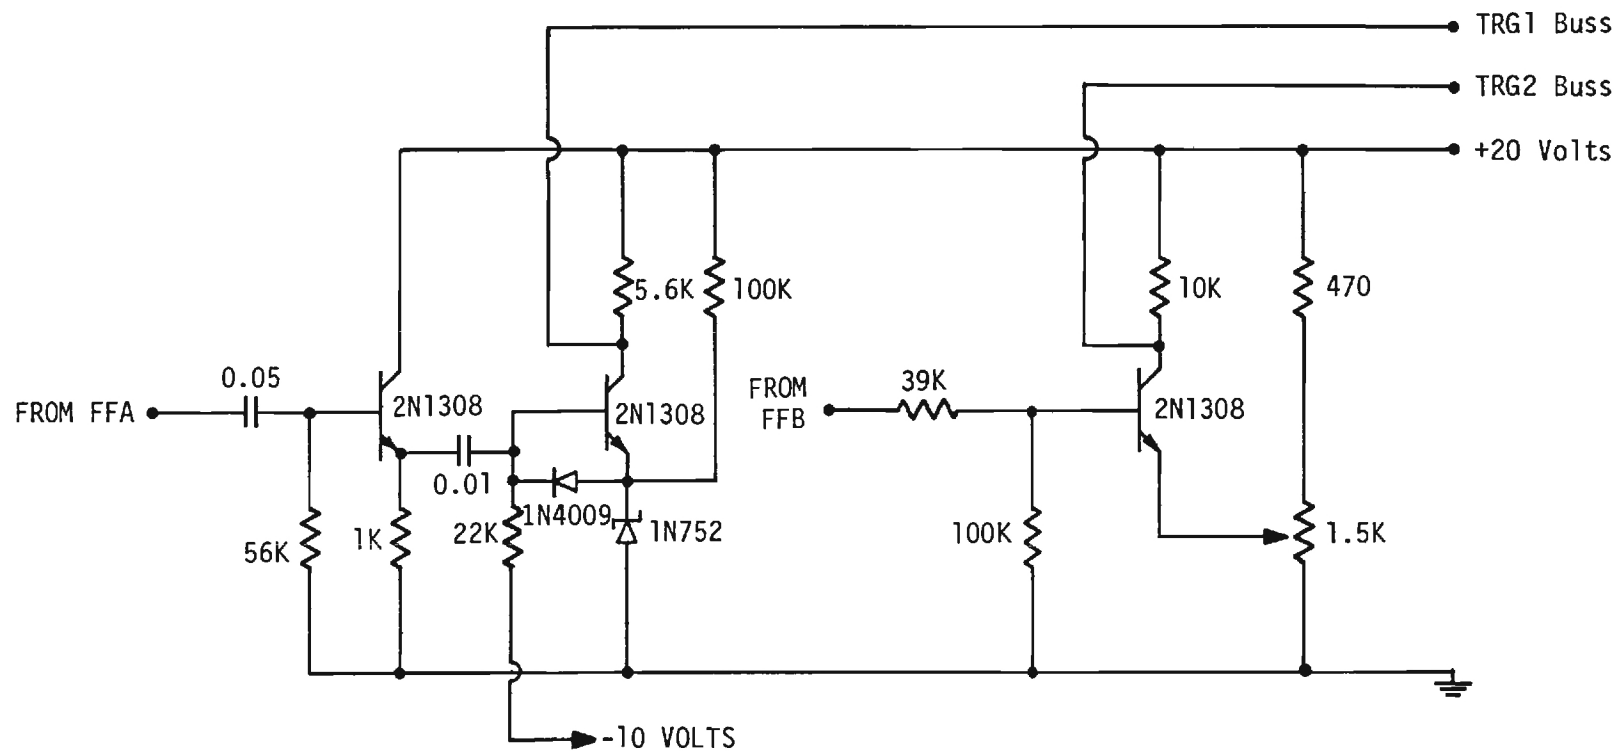 TRG1 Buss
TRG2 Buss
+20 Volts
5.6K
100K
10K
470
0.05
FROM FFA
2N1308
2N1308
FROM
FFB
39K
2N1308
0.01
1N4009
56K
1K
22K
1N752
100K
1.5K
-10 VOLTS